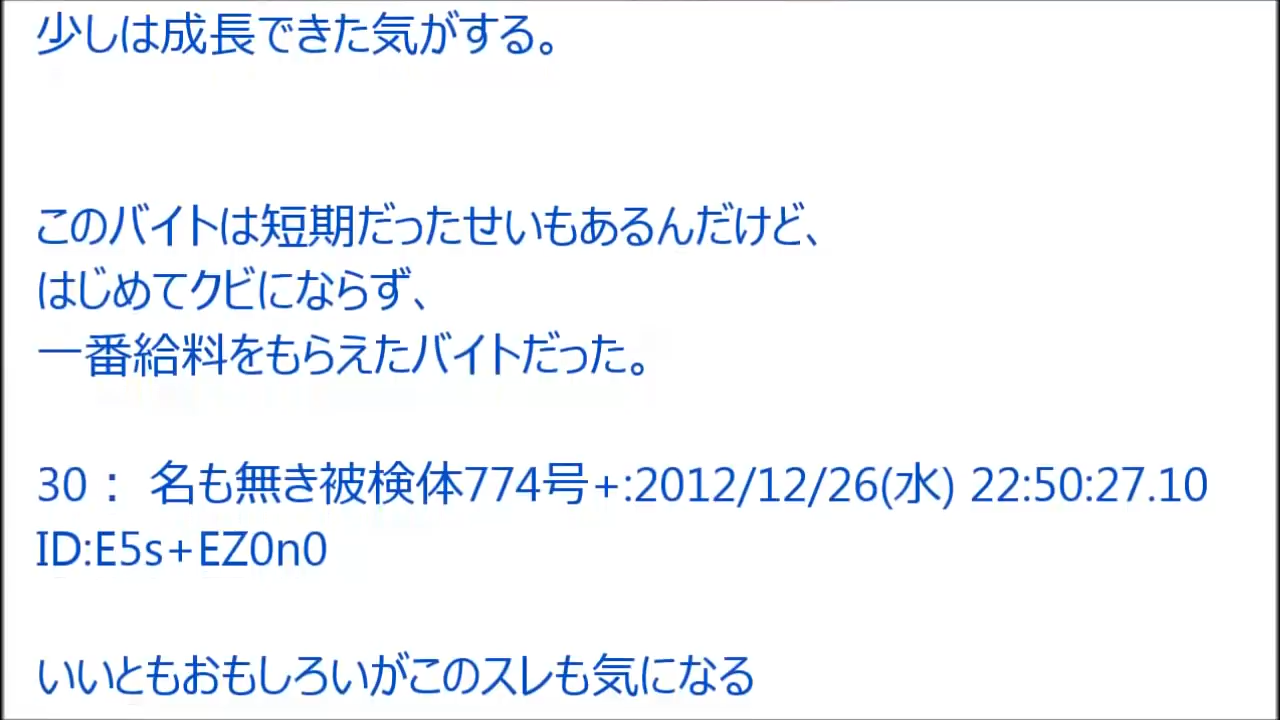 少しは成長できた気がする。
このバイトは短期だったせいもあるんだけど、
はじめてクビにならず、
一番給料をもらえたバイトだった。
30： 名も無き被検体774号+:2012/12/26(水) 22:50:27.10
ID:E5s+EZ0n0
いいともおもしろいがこのスレも気になる